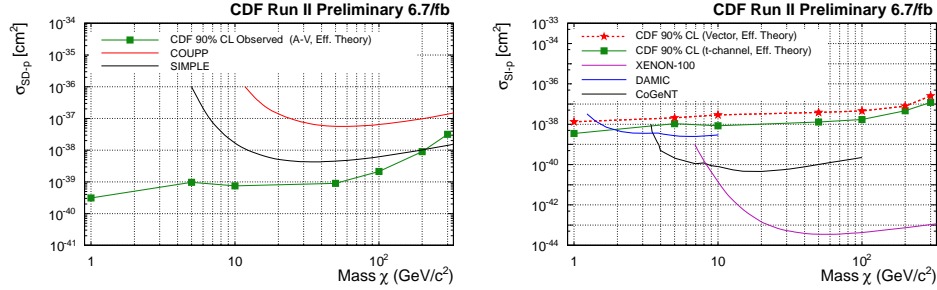 CDF Run II Preliminary 6.7/fb
σSD-p [cm²]
10⁻³⁴
10⁻³⁵
10⁻³⁶
10⁻³⁷
10⁻³⁸
10⁻³⁹
10⁻⁴⁰
10⁻⁴¹
CDF 90% CL Observed (A-V, Eff. Theory)
COUPP
SIMPLE
1
10
100
Mass χ (GeV/c²)
CDF Run II Preliminary 6.7/fb
σSI-p [cm²]
10⁻³³
10⁻³⁴
10⁻³⁶
10⁻³⁸
10⁻⁴⁰
10⁻⁴²
10⁻⁴⁴
CDF 90% CL (Vector, Eff. Theory)
CDF 90% CL (t-channel, Eff. Theory)
XENON-100
DAMIC
CoGeNT
1
10
100
Mass χ (GeV/c²)